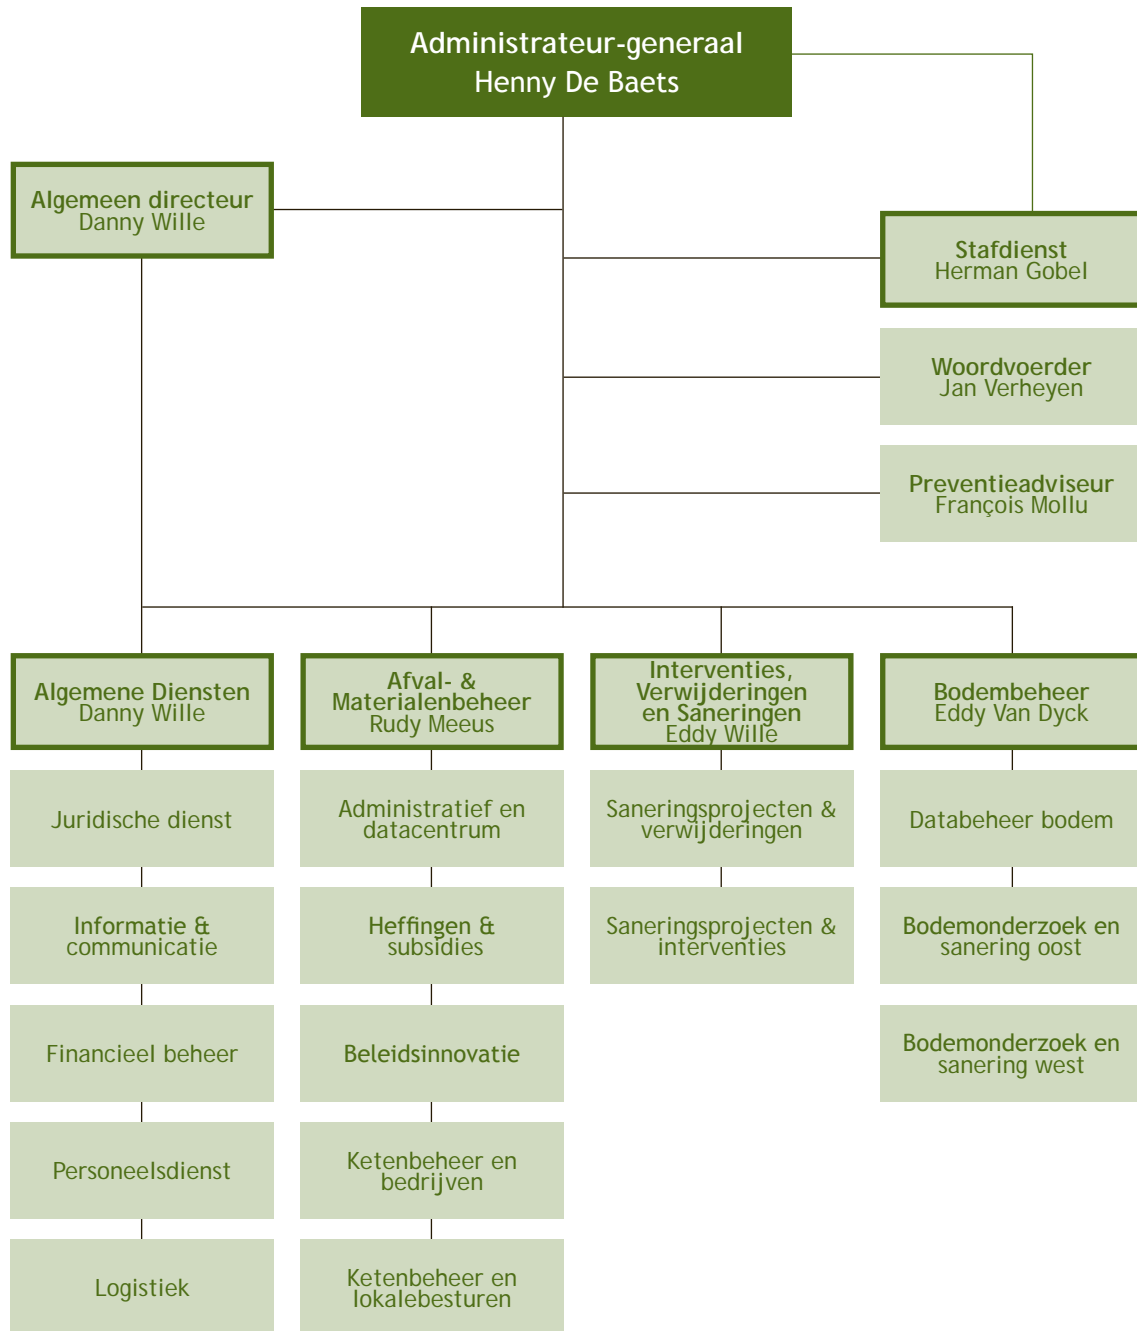 Administrateur-generaal
Henny De Baets
Algemeen directeur
Danny Wille
Stafdienst
Herman Gobel
Woordvoerder
Jan Verheyen
Preventieadviseur
François Mollu
Algemene Diensten
Danny Wille
Afval- &
Materialenbeheer
Rudy Meeus
Interventies,
Verwijderingen
en Saneringen
Eddy Wille
Bodembeheer
Eddy Van Dyck
Juridische dienst
Administratief en
datacentrum
Saneringsprojecten &
verwijderingen
Databeheer bodem
Informatie &
communicatie
Heffingen &
subsidies
Saneringsprojecten &
interventies
Bodemonderzoek en
sanering oost
Financieel beheer
Beleidsinnovatie
Bodemonderzoek en
sanering west
Personeelsdienst
Ketenbeheer en
bedrijven
Logistiek
Ketenbeheer en
lokalebesturen